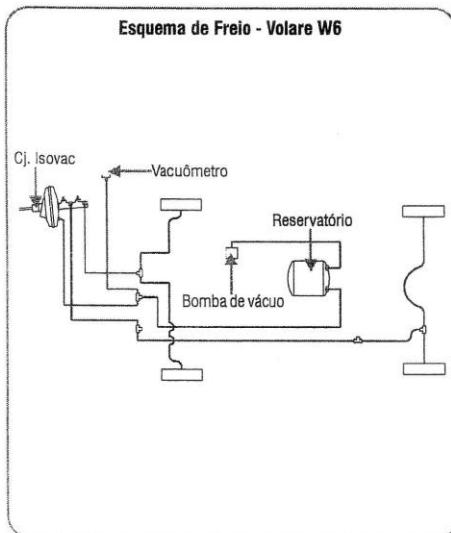 Esquema de Freio - Volare W6
Cj. Isovac
Vacuômetro
Reservatório
Bomba de vácuo